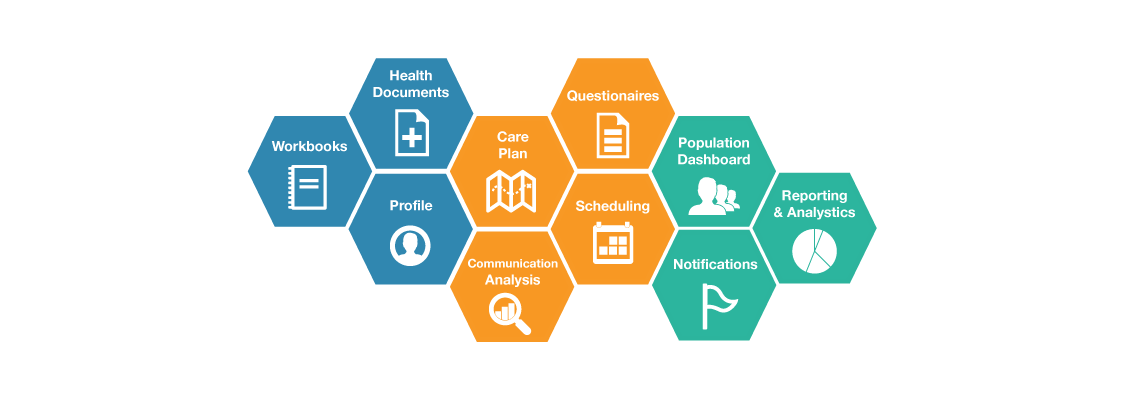 Workbooks
Health
Documents
Profile
Care
Plan
Communication
Analysis
Questionaires
Scheduling
Population
Dashboard
Notifications
Reporting
& Analystics